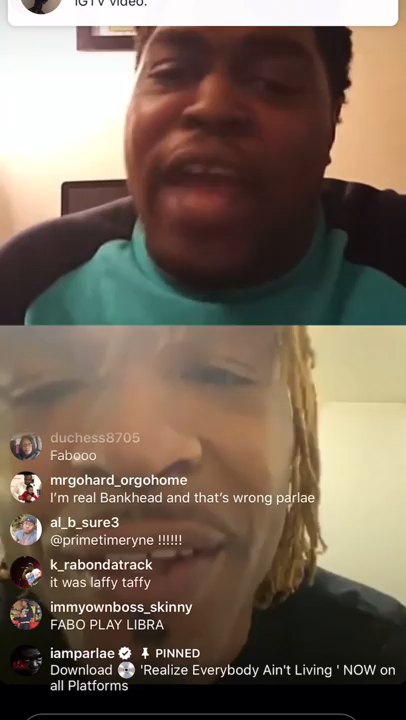 IGTV video.
duchess8705
Fabooo
mrgohard_orgohome
I'm real Bankhead and that's wrong parlae
al_b_sure3
@primetimeryne !!!!!!
k_rabondatrack
it was laffy taffy
immyownboss_skinny
FABO PLAY LIBRA
iamparlae PINNED
Download 💿 'Realize Everybody Ain't Living ' NOW on
all Platforms